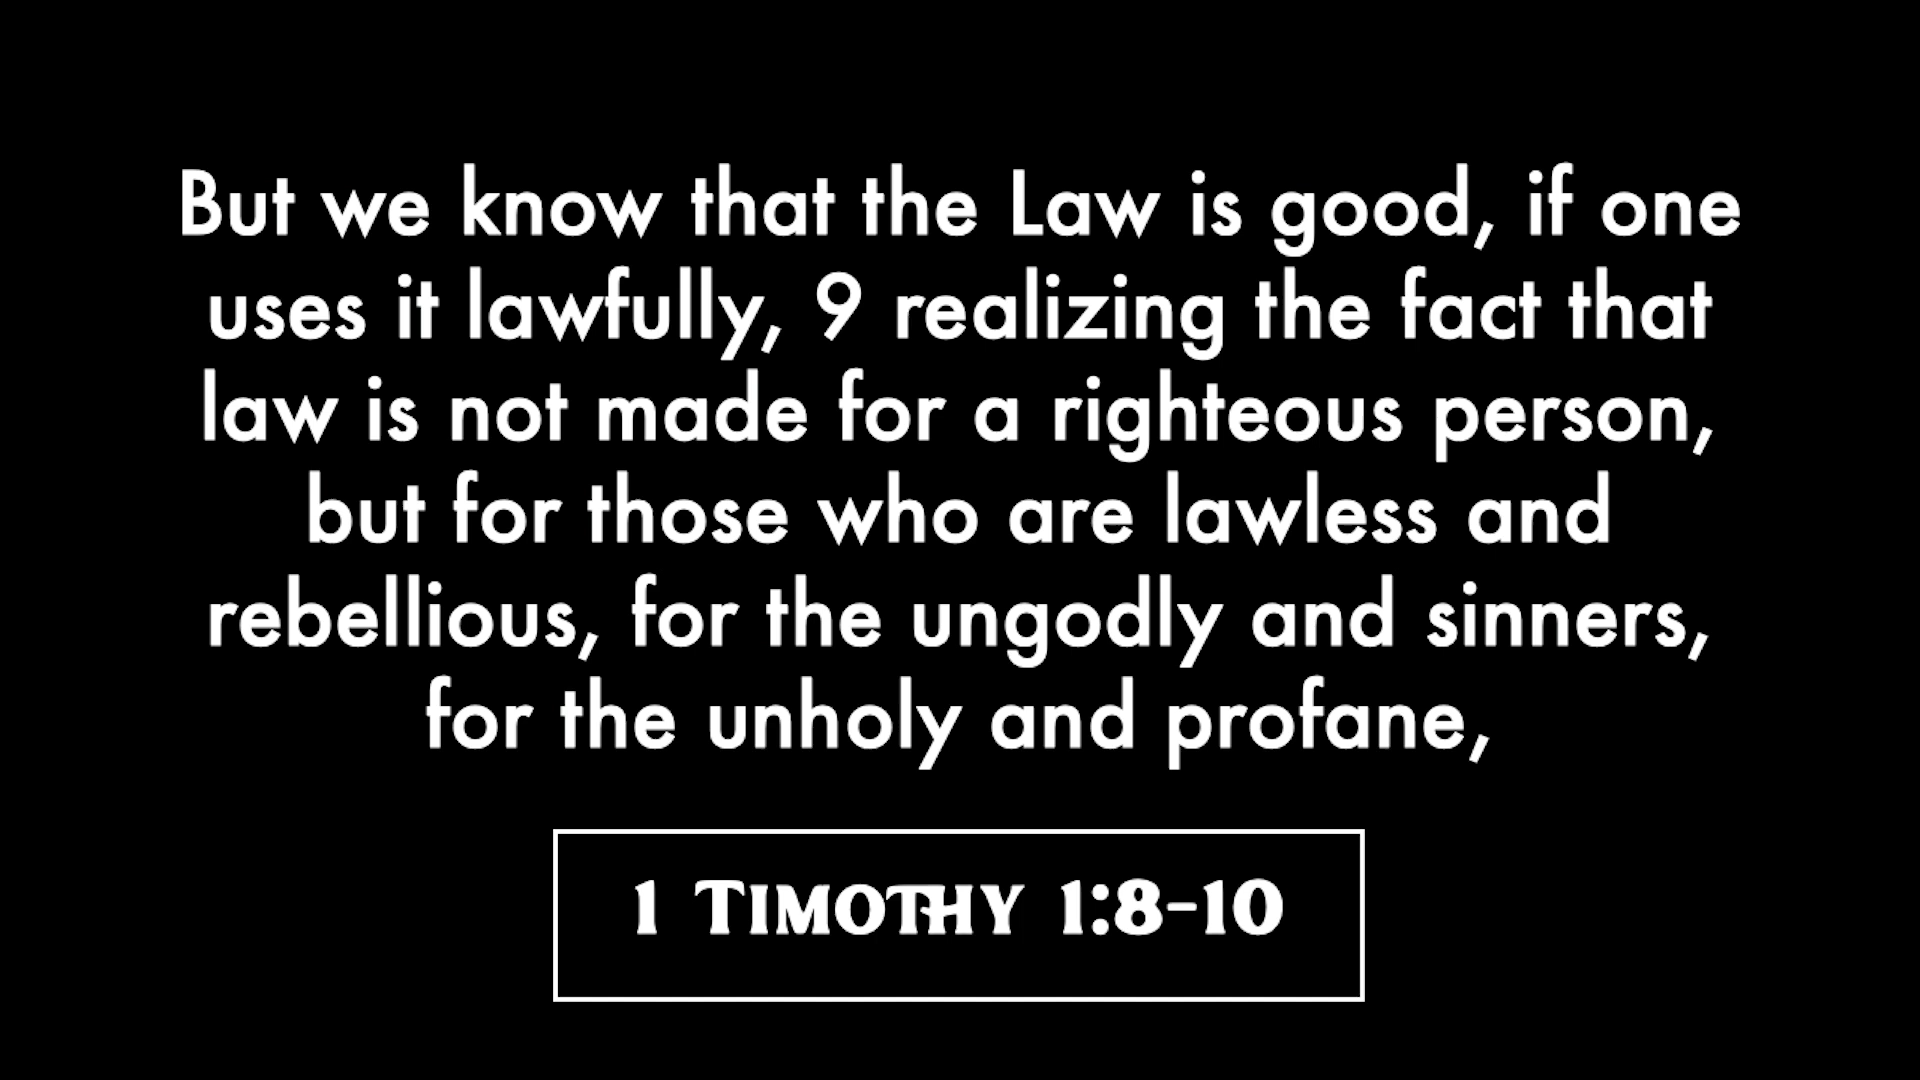 But we know that the Law is good, if one
uses it lawfully, 9 realizing the fact that
law is not made for a righteous person,
but for those who are lawless and
rebellious, for the ungodly and sinners,
for the unholy and profane,
1 Timothy 1:8-10